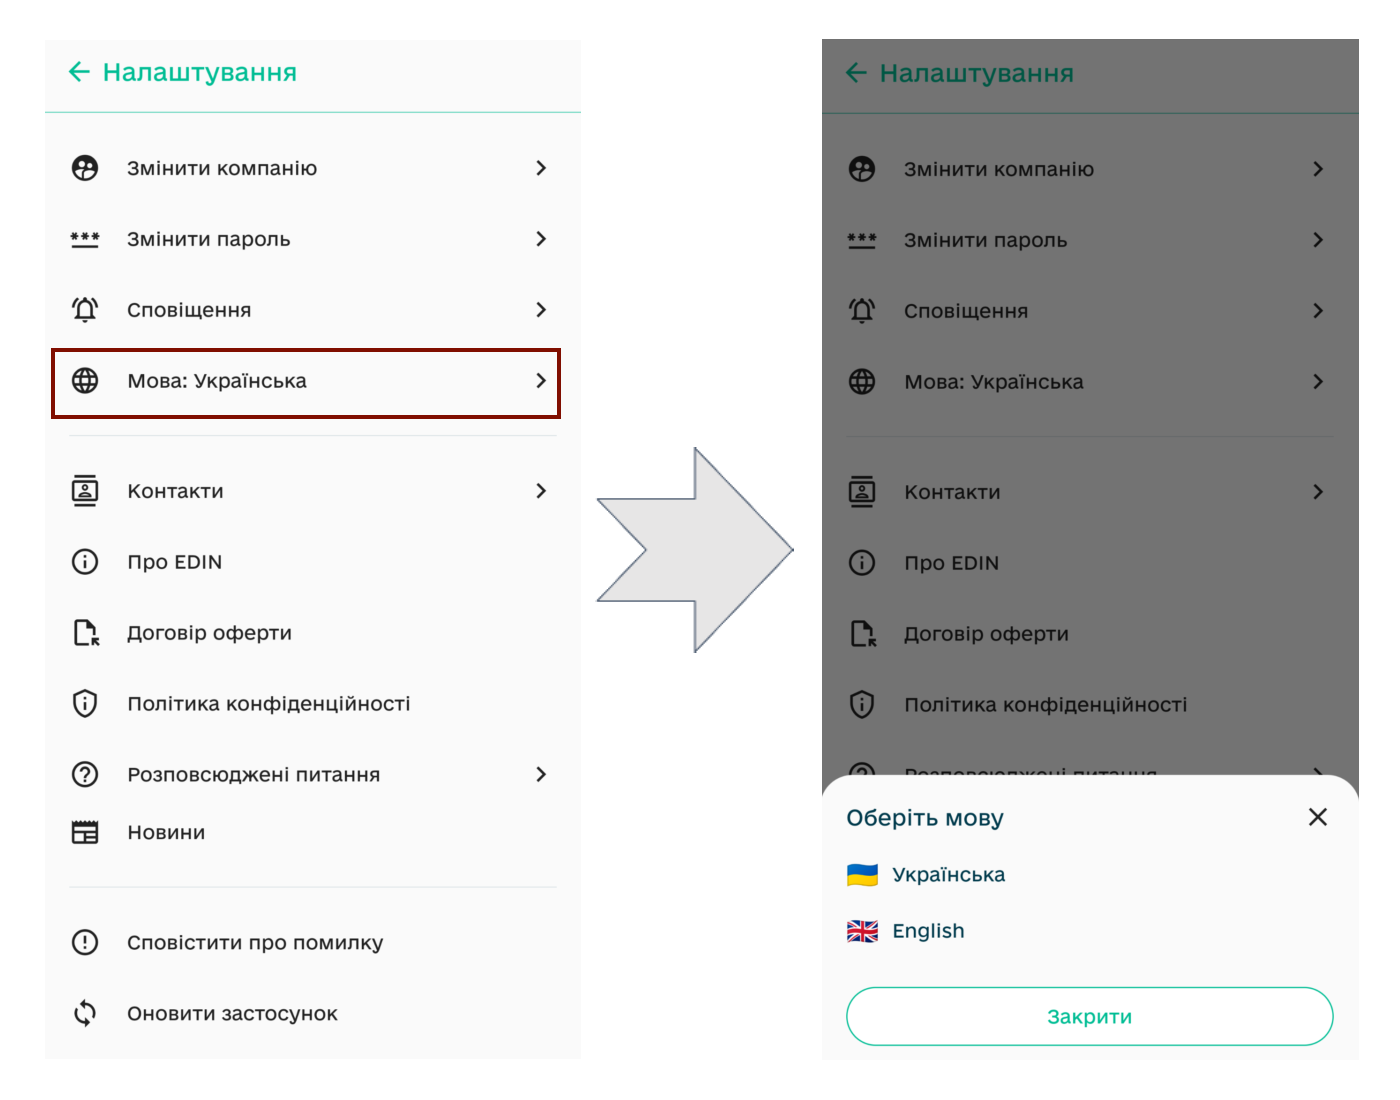 Налаштування
Змінити компанію
Змінити пароль
Сповіщення
Мова: Українська
Контакти
Про EDIN
Договір оферти
Політика конфіденційності
Розповсюджені питання
Новини
Сповістити про помилку
Оновити застосунок
Налаштування
Змінити компанію
Змінити пароль
Сповіщення
Мова: Українська
Контакти
Про EDIN
Договір оферти
Політика конфіденційності
Розповсюджені питання
Оберіть мову
Українська
English
Закрити